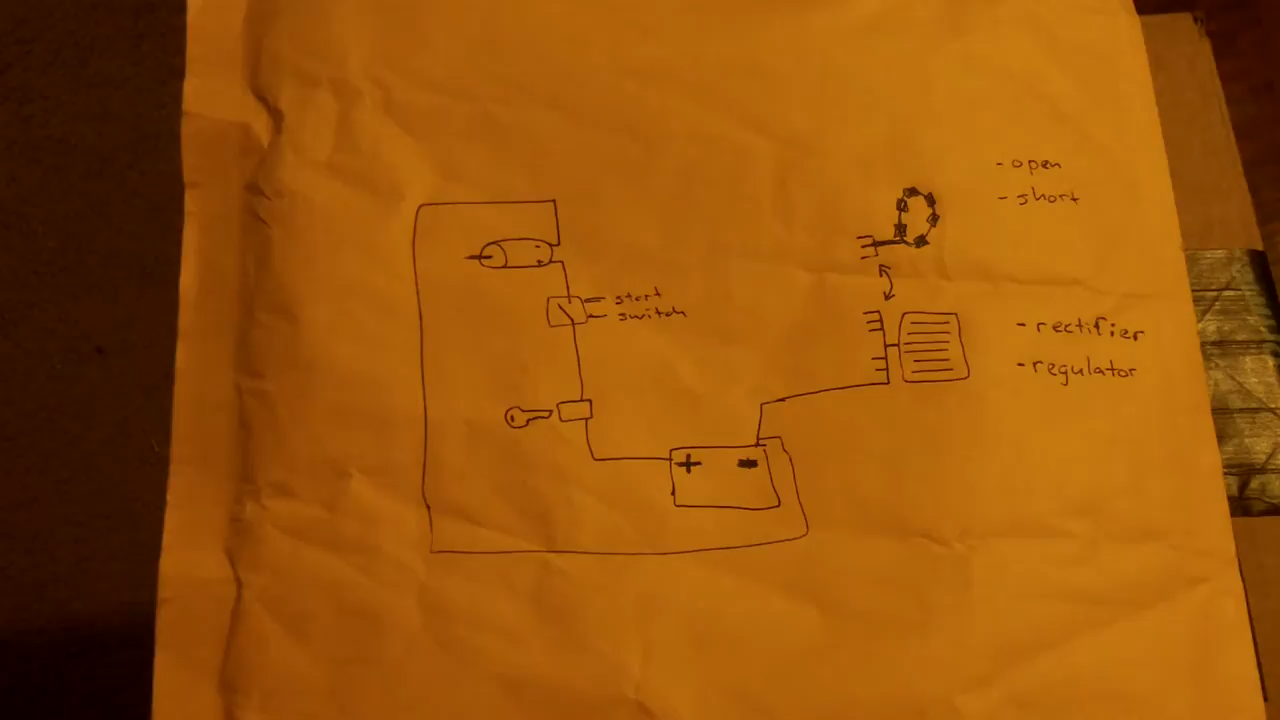 - open
- short
start
switch
- rectifier
- regulator
+ -